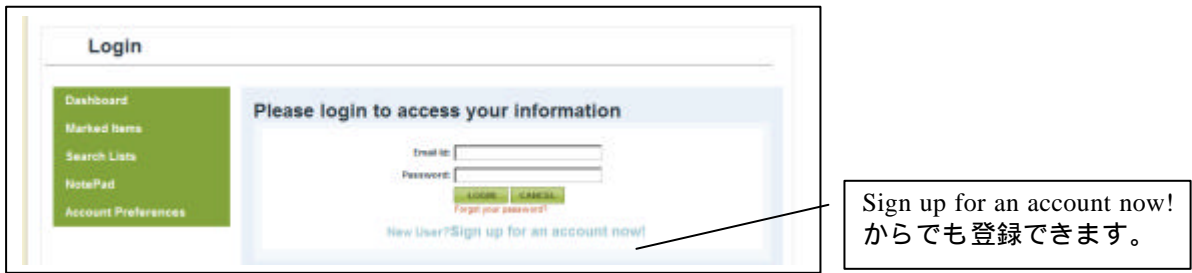 Login
Dashboard
Marked Items
Search Lists
NotePad
Account Preferences
Please login to access your information
Email Id:
Password:
LOGIN CANCEL
Forgot your password?
New User?Sign up for an account now!
Sign up for an account now!
からでも登録できます。